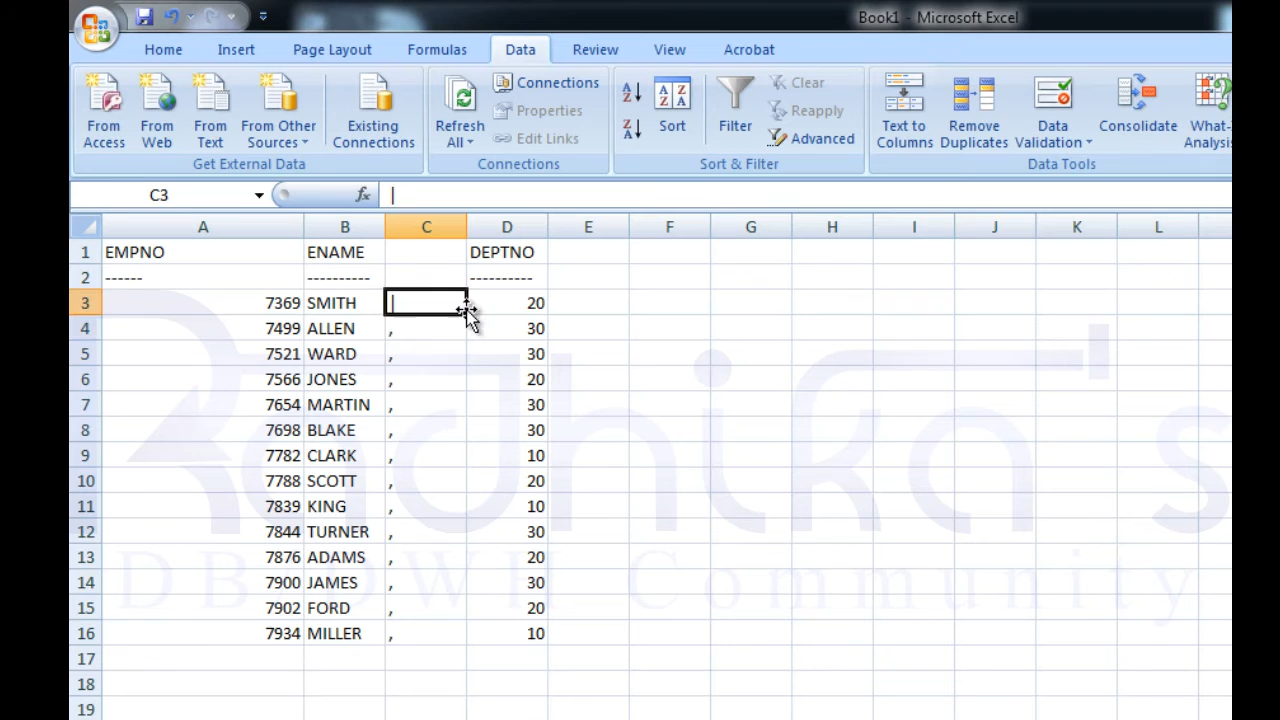 Book1 - Microsoft Excel
Home Insert Page Layout Formulas Data Review View Acrobat
From Access From Web From Text From Other Sources Existing Connections Refresh All Connections Properties Edit Links Sort Filter Clear Reapply Advanced Text to Columns Remove Duplicates Data Validation Consolidate What- Analysis
Get External Data Connections Sort & Filter Data Tools
C3 fx |
A B C D E F G H I J K L
1 EMPNO ENAME DEPTNO
2 ------ ---------- ----------
3 7369 SMITH | 20
4 7499 ALLEN , 30
5 7521 WARD , 30
6 7566 JONES , 20
7 7654 MARTIN , 30
8 7698 BLAKE , 30
9 7782 CLARK , 10
10 7788 SCOTT , 20
11 7839 KING , 10
12 7844 TURNER , 30
13 7876 ADAMS , 20
14 7900 JAMES , 30
15 7902 FORD , 20
16 7934 MILLER , 10
17
18
19
Radhika's
DB/DWH Community